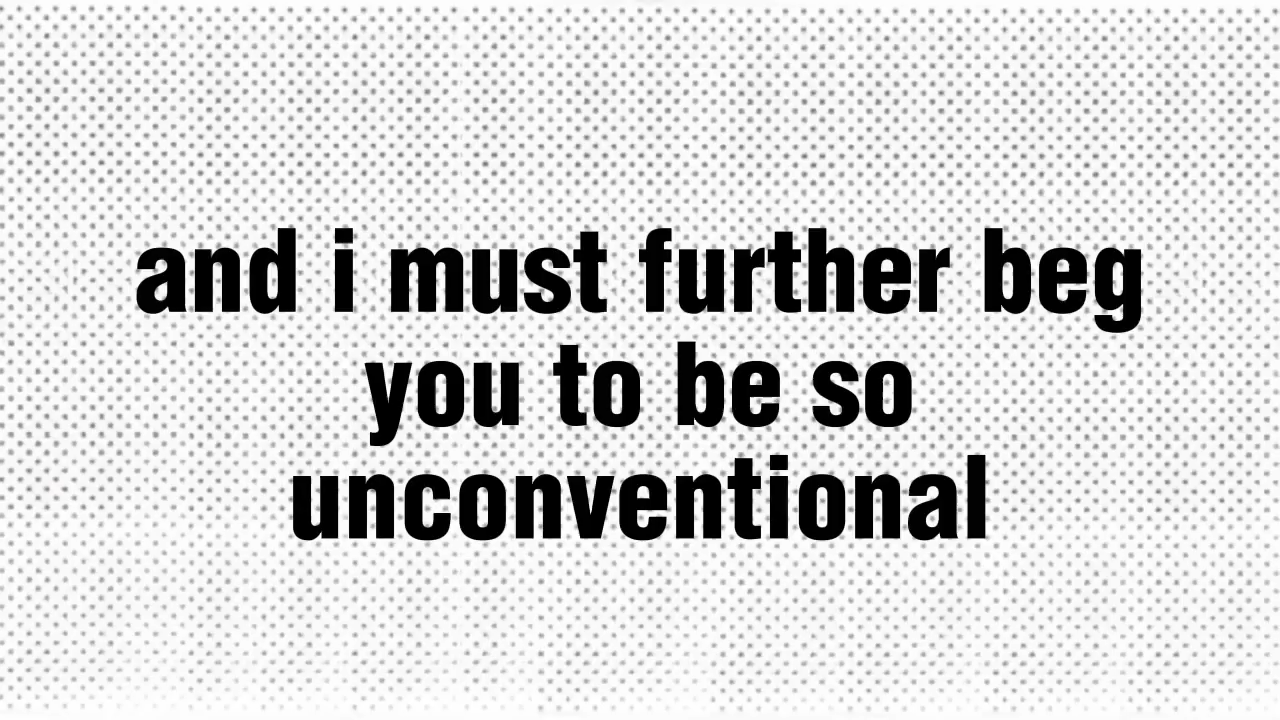 and i must further beg
you to be so
unconventional